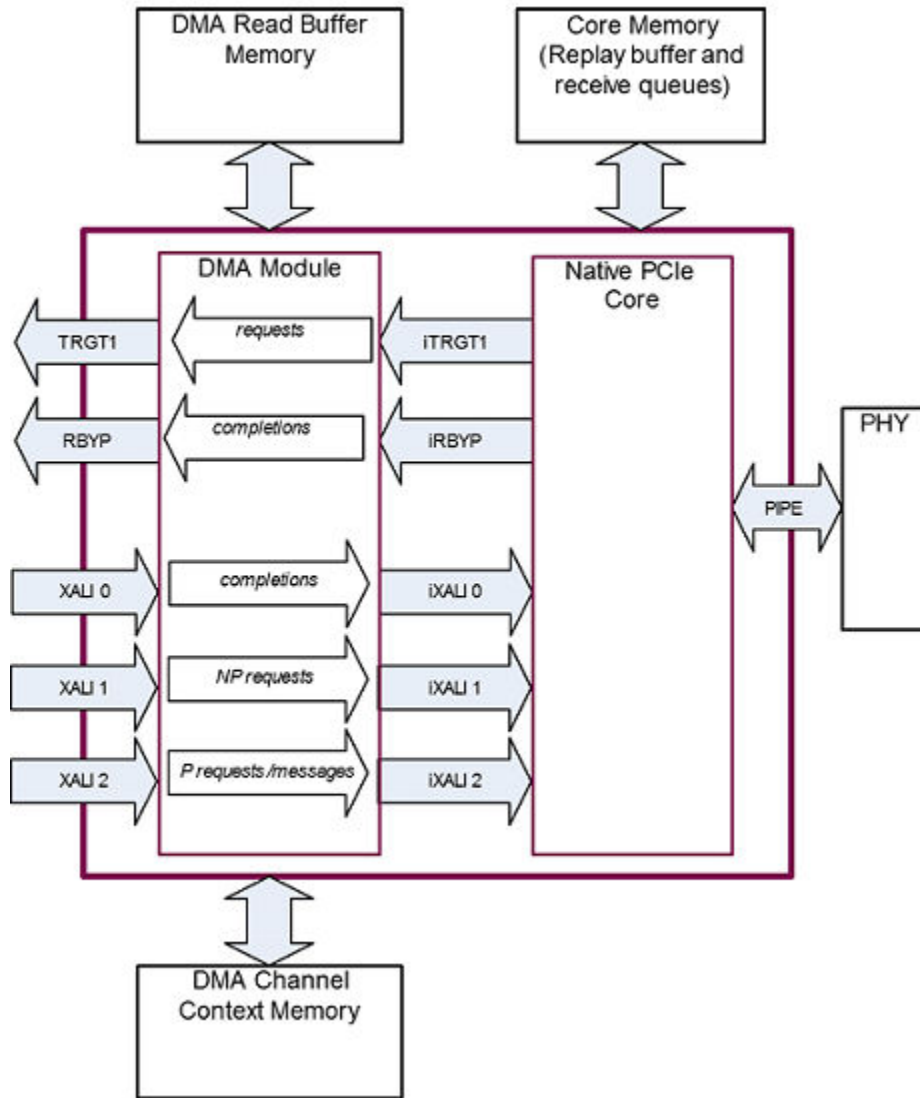 DMA Read Buffer
Memory
Core Memory
(Replay buffer and
receive queues)
DMA Module
Native PCIe
Core
TRGT1
requests
iTRGT1
PHY
RBYP
completions
iRBYP
PIPE
XALI 0
completions
iXALI 0
XALI 1
NP requests
iXALI 1
XALI 2
P requests/messages
iXALI 2
DMA Channel
Context Memory